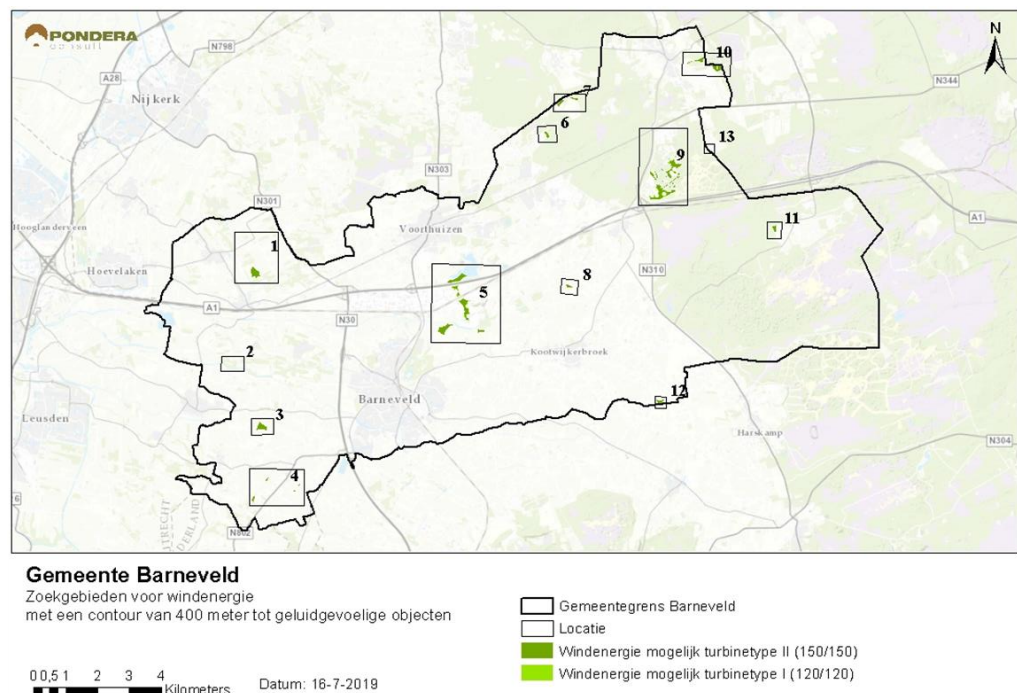 PONDERA
consult
N
N798
10
A28
N344
Nijkerk
7
6
13
9
N303
N301
A1
Hooglanderveen
Voorthuizen
11
Hoevelaken
1
N310
8
5
A1
N30
2
Kootwijkerbroek
Barneveld
12
Leusden
3
Harskamp
N304
4
UTRECHT
GELDERLAND
N802
Gemeente Barneveld
Zoekgebieden voor windenergie
met een contour van 400 meter tot geluidgevoelige objecten
Gemeentegrens Barneveld
Locatie
Windenergie mogelijk turbinetype II (150/150)
Windenergie mogelijk turbinetype I (120/120)
0 0,5 1 2 3 4
Kilometers
Datum: 16-7-2019